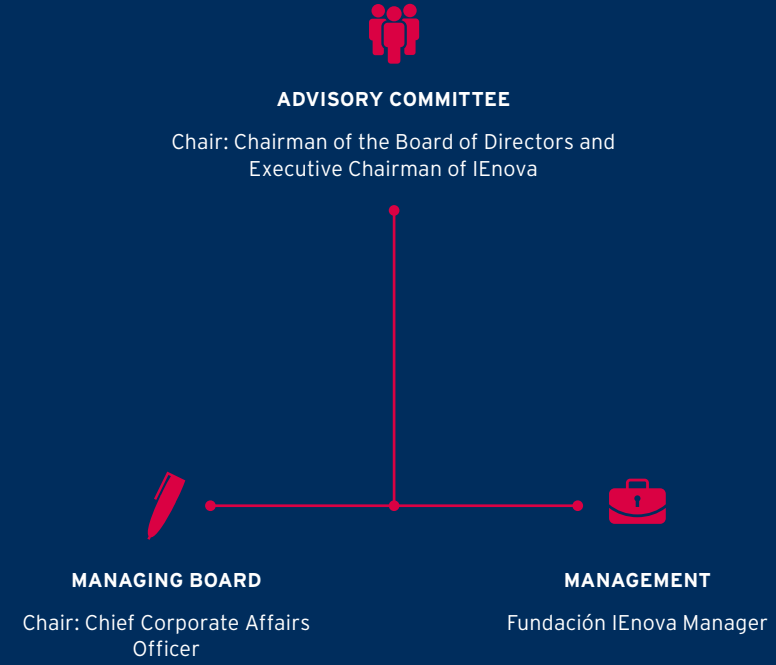 ADVISORY COMMITTEE
Chair: Chairman of the Board of Directors and
Executive Chairman of IEnova
MANAGING BOARD
Chair: Chief Corporate Affairs
Officer
MANAGEMENT
Fundación IEnova Manager